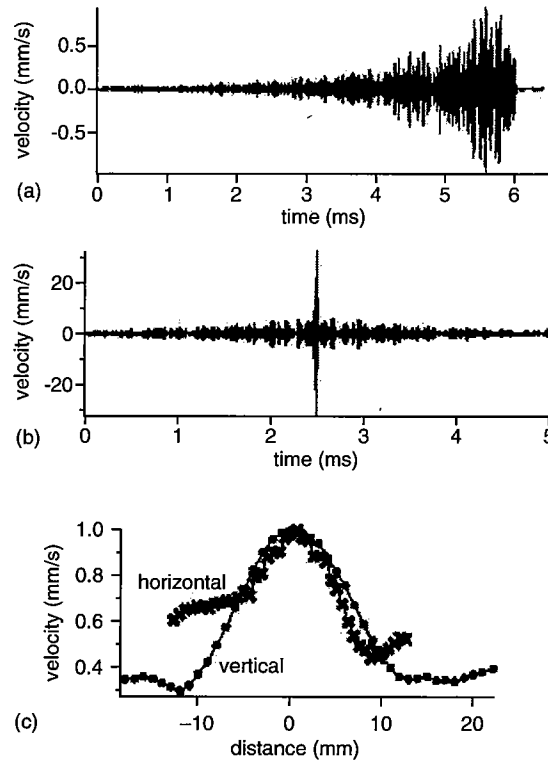 velocity (mm/s)
0.5
0.0
-0.5
0 1 2 3 4 5 6
(a)
time (ms)
velocity (mm/s)
20
0
-20
0 1 2 3 4 5
(b)
time (ms)
velocity (mm/s)
1.0
0.8
0.6
0.4
horizontal
vertical
−10 0 10 20
(c)
distance (mm)